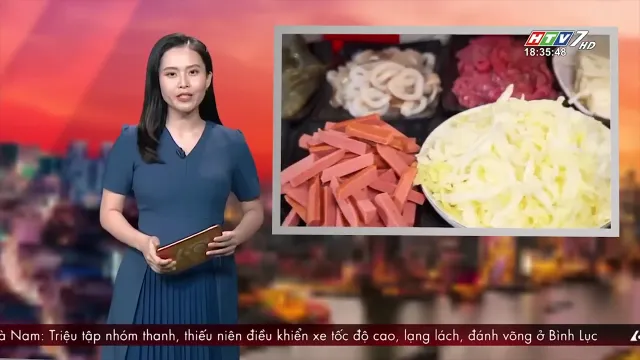 HTV7 HD
18:35:48
à Nam: Triệu tập nhóm thanh, thiếu niên điều khiển xe tốc độ cao, lạng lách, đánh võng ở Bình Lục